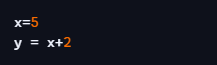 x=5
y = x+2